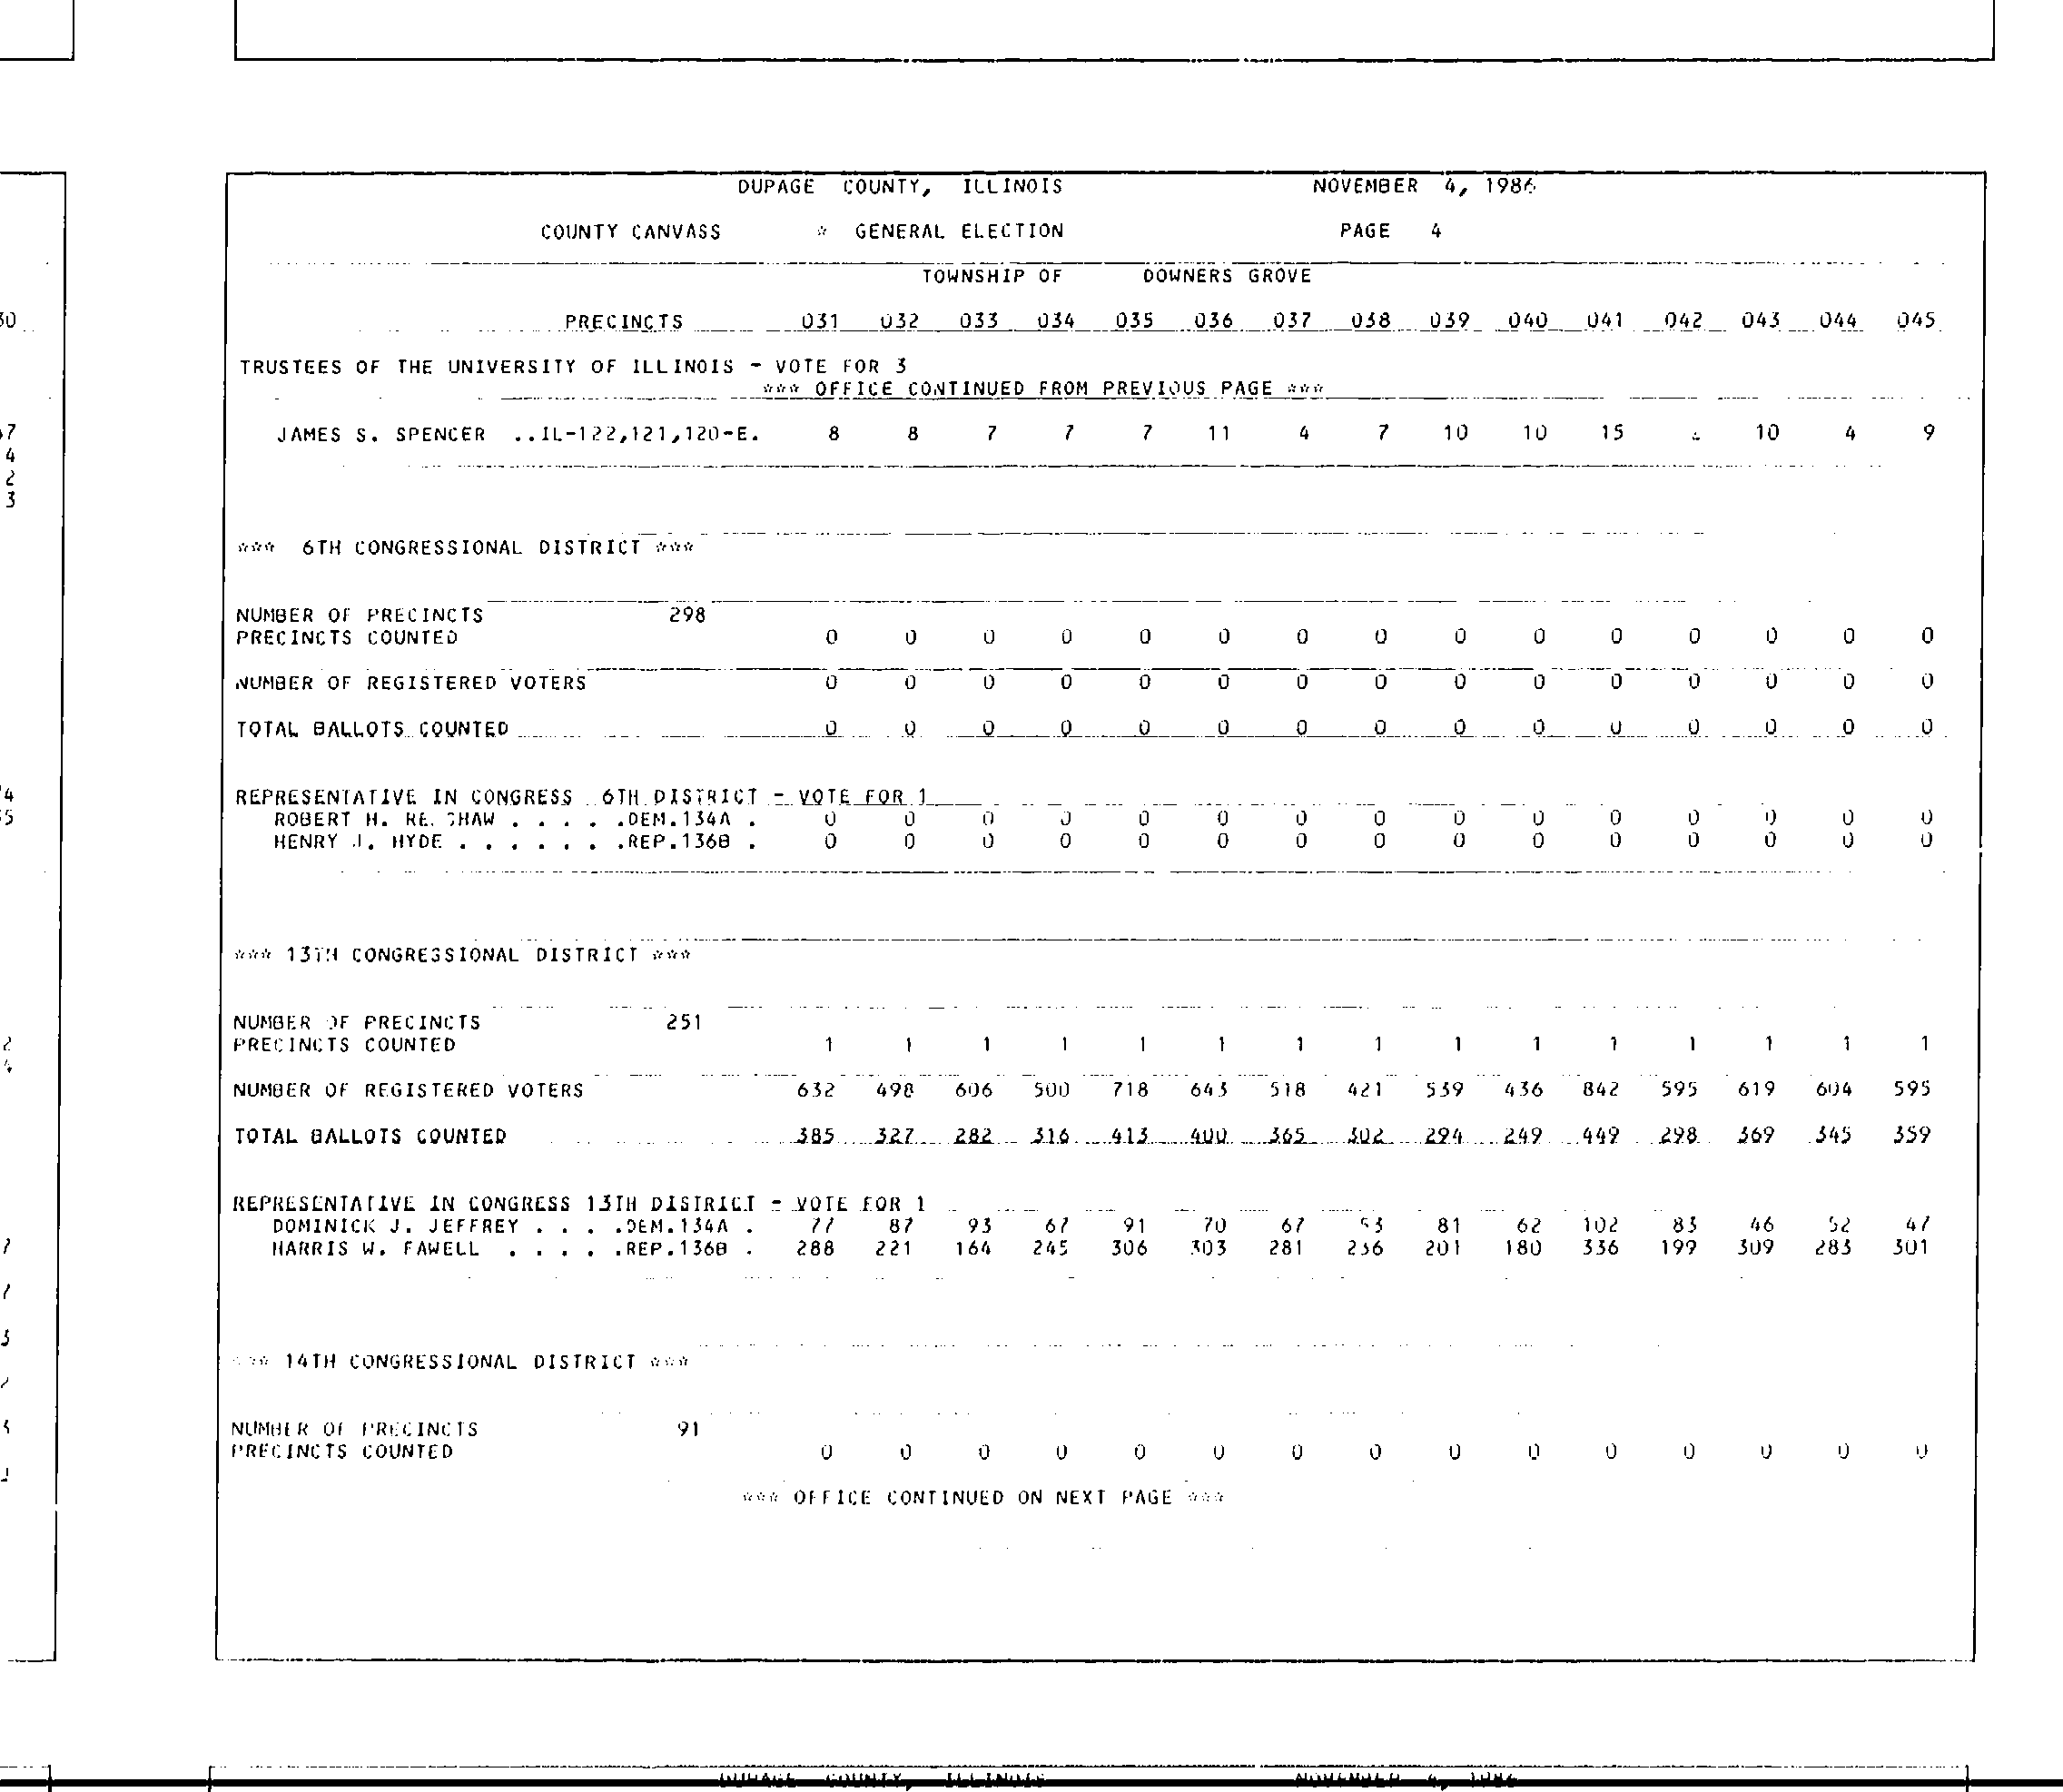 DUPAGE COUNTY, ILLINOIS NOVEMBER 4, 1986
COUNTY CANVASS * GENERAL ELECTION PAGE 4
TOWNSHIP OF DOWNERS GROVE
PRECINCTS 031 032 033 034 035 036 037 038 039 040 041 042 043 044 045
TRUSTEES OF THE UNIVERSITY OF ILLINOIS - VOTE FOR 3
*** OFFICE CONTINUED FROM PREVIOUS PAGE ***
JAMES S. SPENCER ..IL-122,121,120-E. 8 8 7 7 7 11 4 7 10 10 15 10 4 9
*** 6TH CONGRESSIONAL DISTRICT ***
NUMBER OF PRECINCTS 298
PRECINCTS COUNTED 0 0 0 0 0 0 0 0 0 0 0 0 0 0 0
NUMBER OF REGISTERED VOTERS 0 0 0 0 0 0 0 0 0 0 0 0 0 0 0
TOTAL BALLOTS COUNTED 0 0 0 0 0 0 0 0 0 0 0 0 0 0 0
REPRESENTATIVE IN CONGRESS 6TH DISTRICT - VOTE FOR 1
ROBERT H. . . . . .DEM.134A . 0 0 0 0 0 0 0 0 0 0 0 0 0 0 0
HENRY J. HYDE . . . . . . .REP.136B . 0 0 0 0 0 0 0 0 0 0 0 0 0 0 0
*** 13TH CONGRESSIONAL DISTRICT ***
NUMBER OF PRECINCTS 251
PRECINCTS COUNTED 1 1 1 1 1 1 1 1 1 1 1 1 1 1 1
NUMBER OF REGISTERED VOTERS 632 498 606 500 718 643 518 421 539 436 842 595 619 604 595
TOTAL BALLOTS COUNTED 385 327 282 316 413 400 365 302 294 249 449 298 369 345 359
REPRESENTATIVE IN CONGRESS 13TH DISTRICT - VOTE FOR 1
DOMINICK J. JEFFREY . . . .DEM.134A . 77 87 93 67 91 70 67 53 81 62 102 83 46 52 47
HARRIS W. FAWELL . . . . .REP.136B . 288 221 164 245 306 303 281 236 201 180 336 199 309 283 301
*** 14TH CONGRESSIONAL DISTRICT ***
NUMBER OF PRECINCTS 91
PRECINCTS COUNTED 0 0 0 0 0 0 0 0 0 0 0 0 0 0 0
*** OFFICE CONTINUED ON NEXT PAGE ***
DUPAGE COUNTY, ILLINOIS NOVEMBER 4, 1986